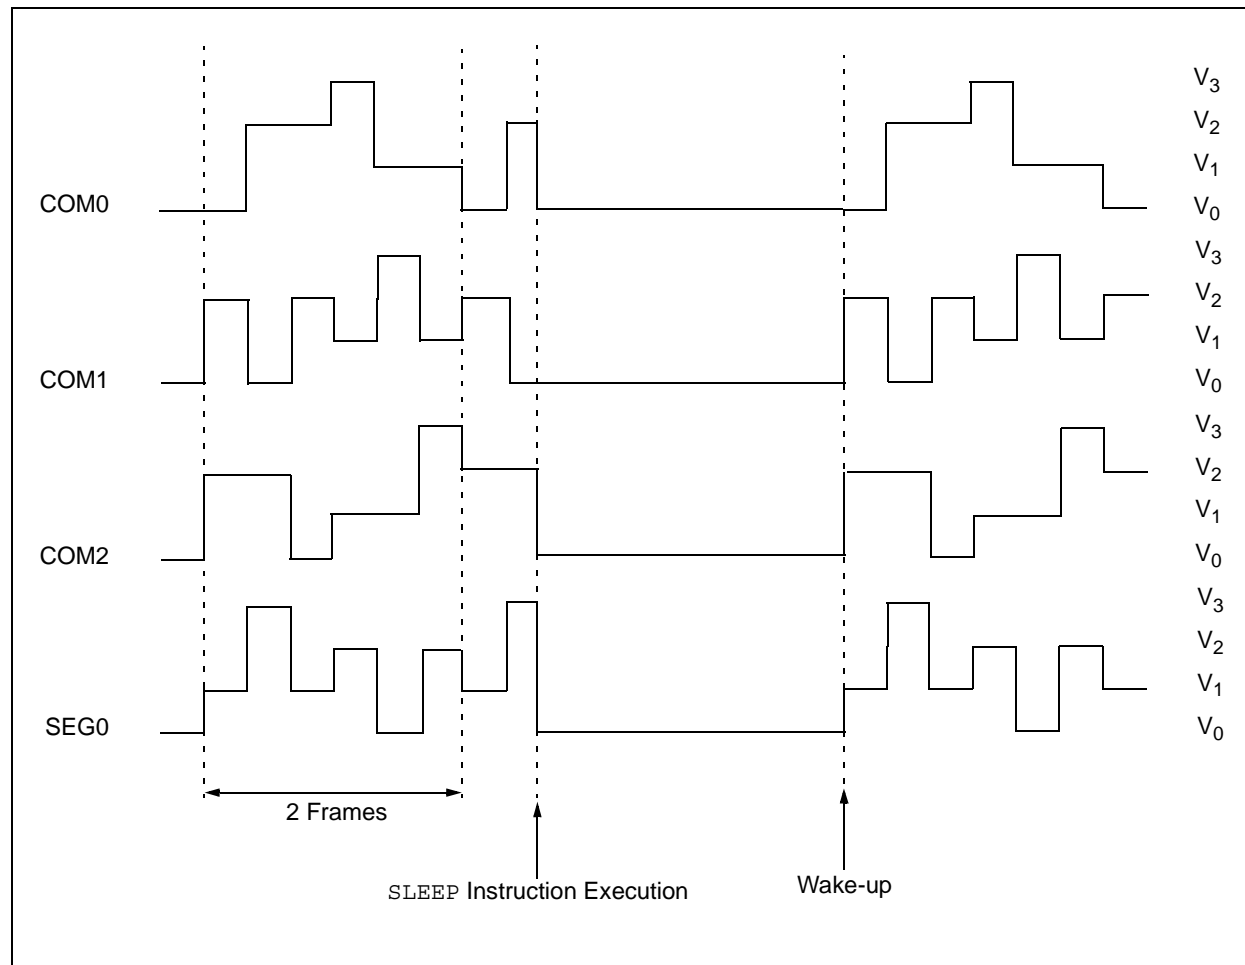 V3
V2
V1
COM0
V0
V3
V2
V1
COM1
V0
V3
V2
V1
COM2
V0
V3
V2
V1
SEG0
V0
2 Frames
SLEEP Instruction Execution
Wake-up